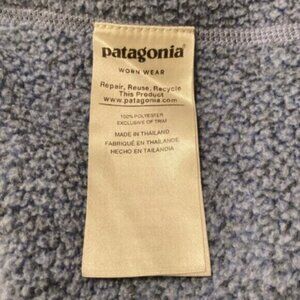 patagonia®
WORN WEAR
Repair, Reuse, Recycle
This Product
www.patagonia.com
100% POLYESTER
EXCLUSIVE OF TRIM
MADE IN THAILAND
FABRIQUÉ EN THAILANDE
HECHO EN TAILANDIA